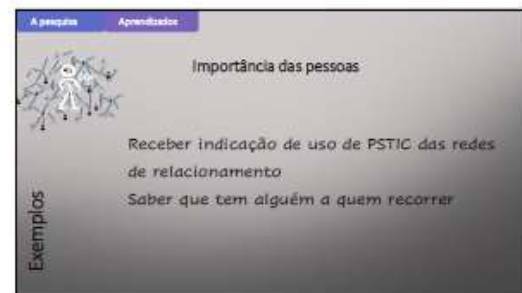 A pesquisa
Aprendizados
Importância das pessoas
Receber indicação de uso de PSTIC das redes
de relacionamento
Saber que tem alguém a quem recorrer
Exemplos